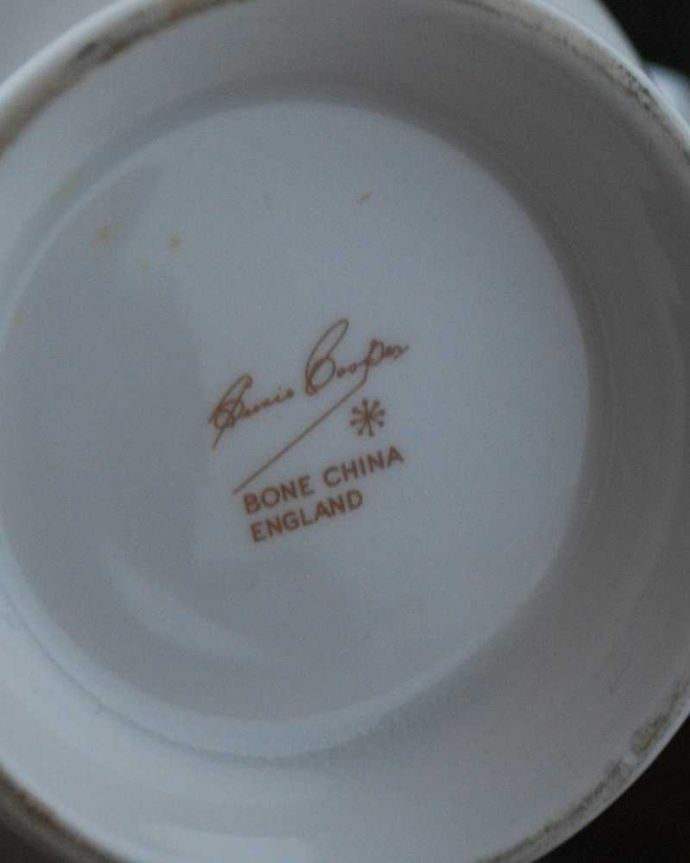 Susie Cooper
BONE CHINA
ENGLAND